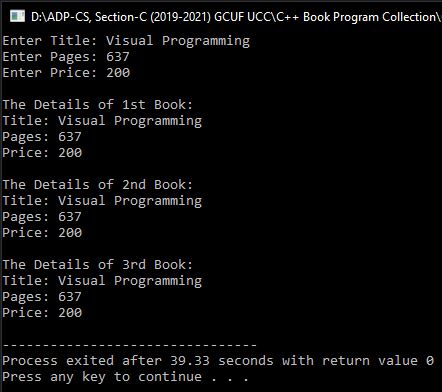 D:\ADP-CS, Section-C (2019-2021) GCUF UCC\C++ Book Program Collection\
Enter Title: Visual Programming
Enter Pages: 637
Enter Price: 200
The Details of 1st Book:
Title: Visual Programming
Pages: 637
Price: 200
The Details of 2nd Book:
Title: Visual Programming
Pages: 637
Price: 200
The Details of 3rd Book:
Title: Visual Programming
Pages: 637
Price: 200
--------------------------------
Process exited after 39.33 seconds with return value 0
Press any key to continue . . .